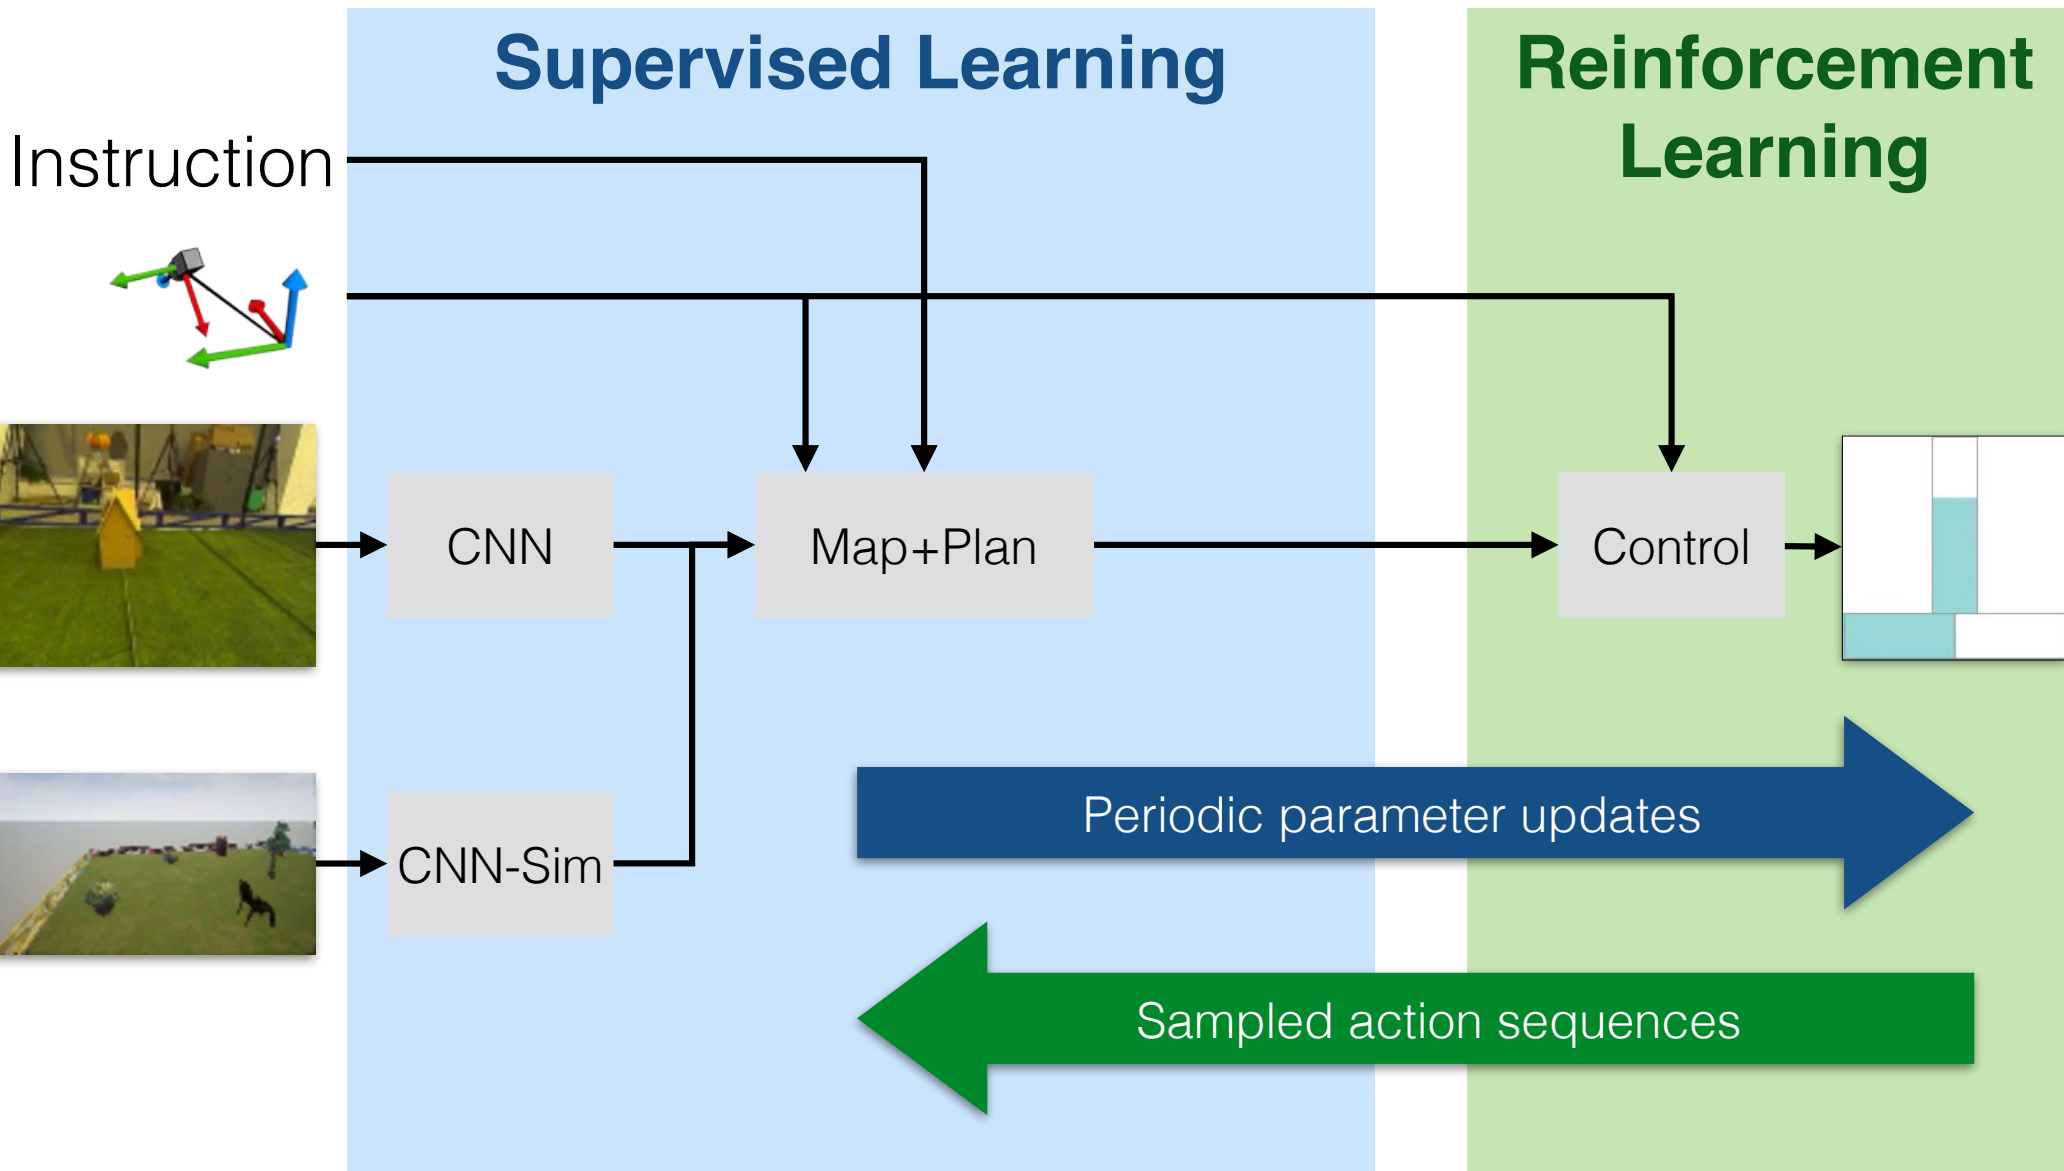 Supervised Learning
Reinforcement
Learning
Instruction
CNN
Map+Plan
Control
CNN-Sim
Periodic parameter updates
Sampled action sequences